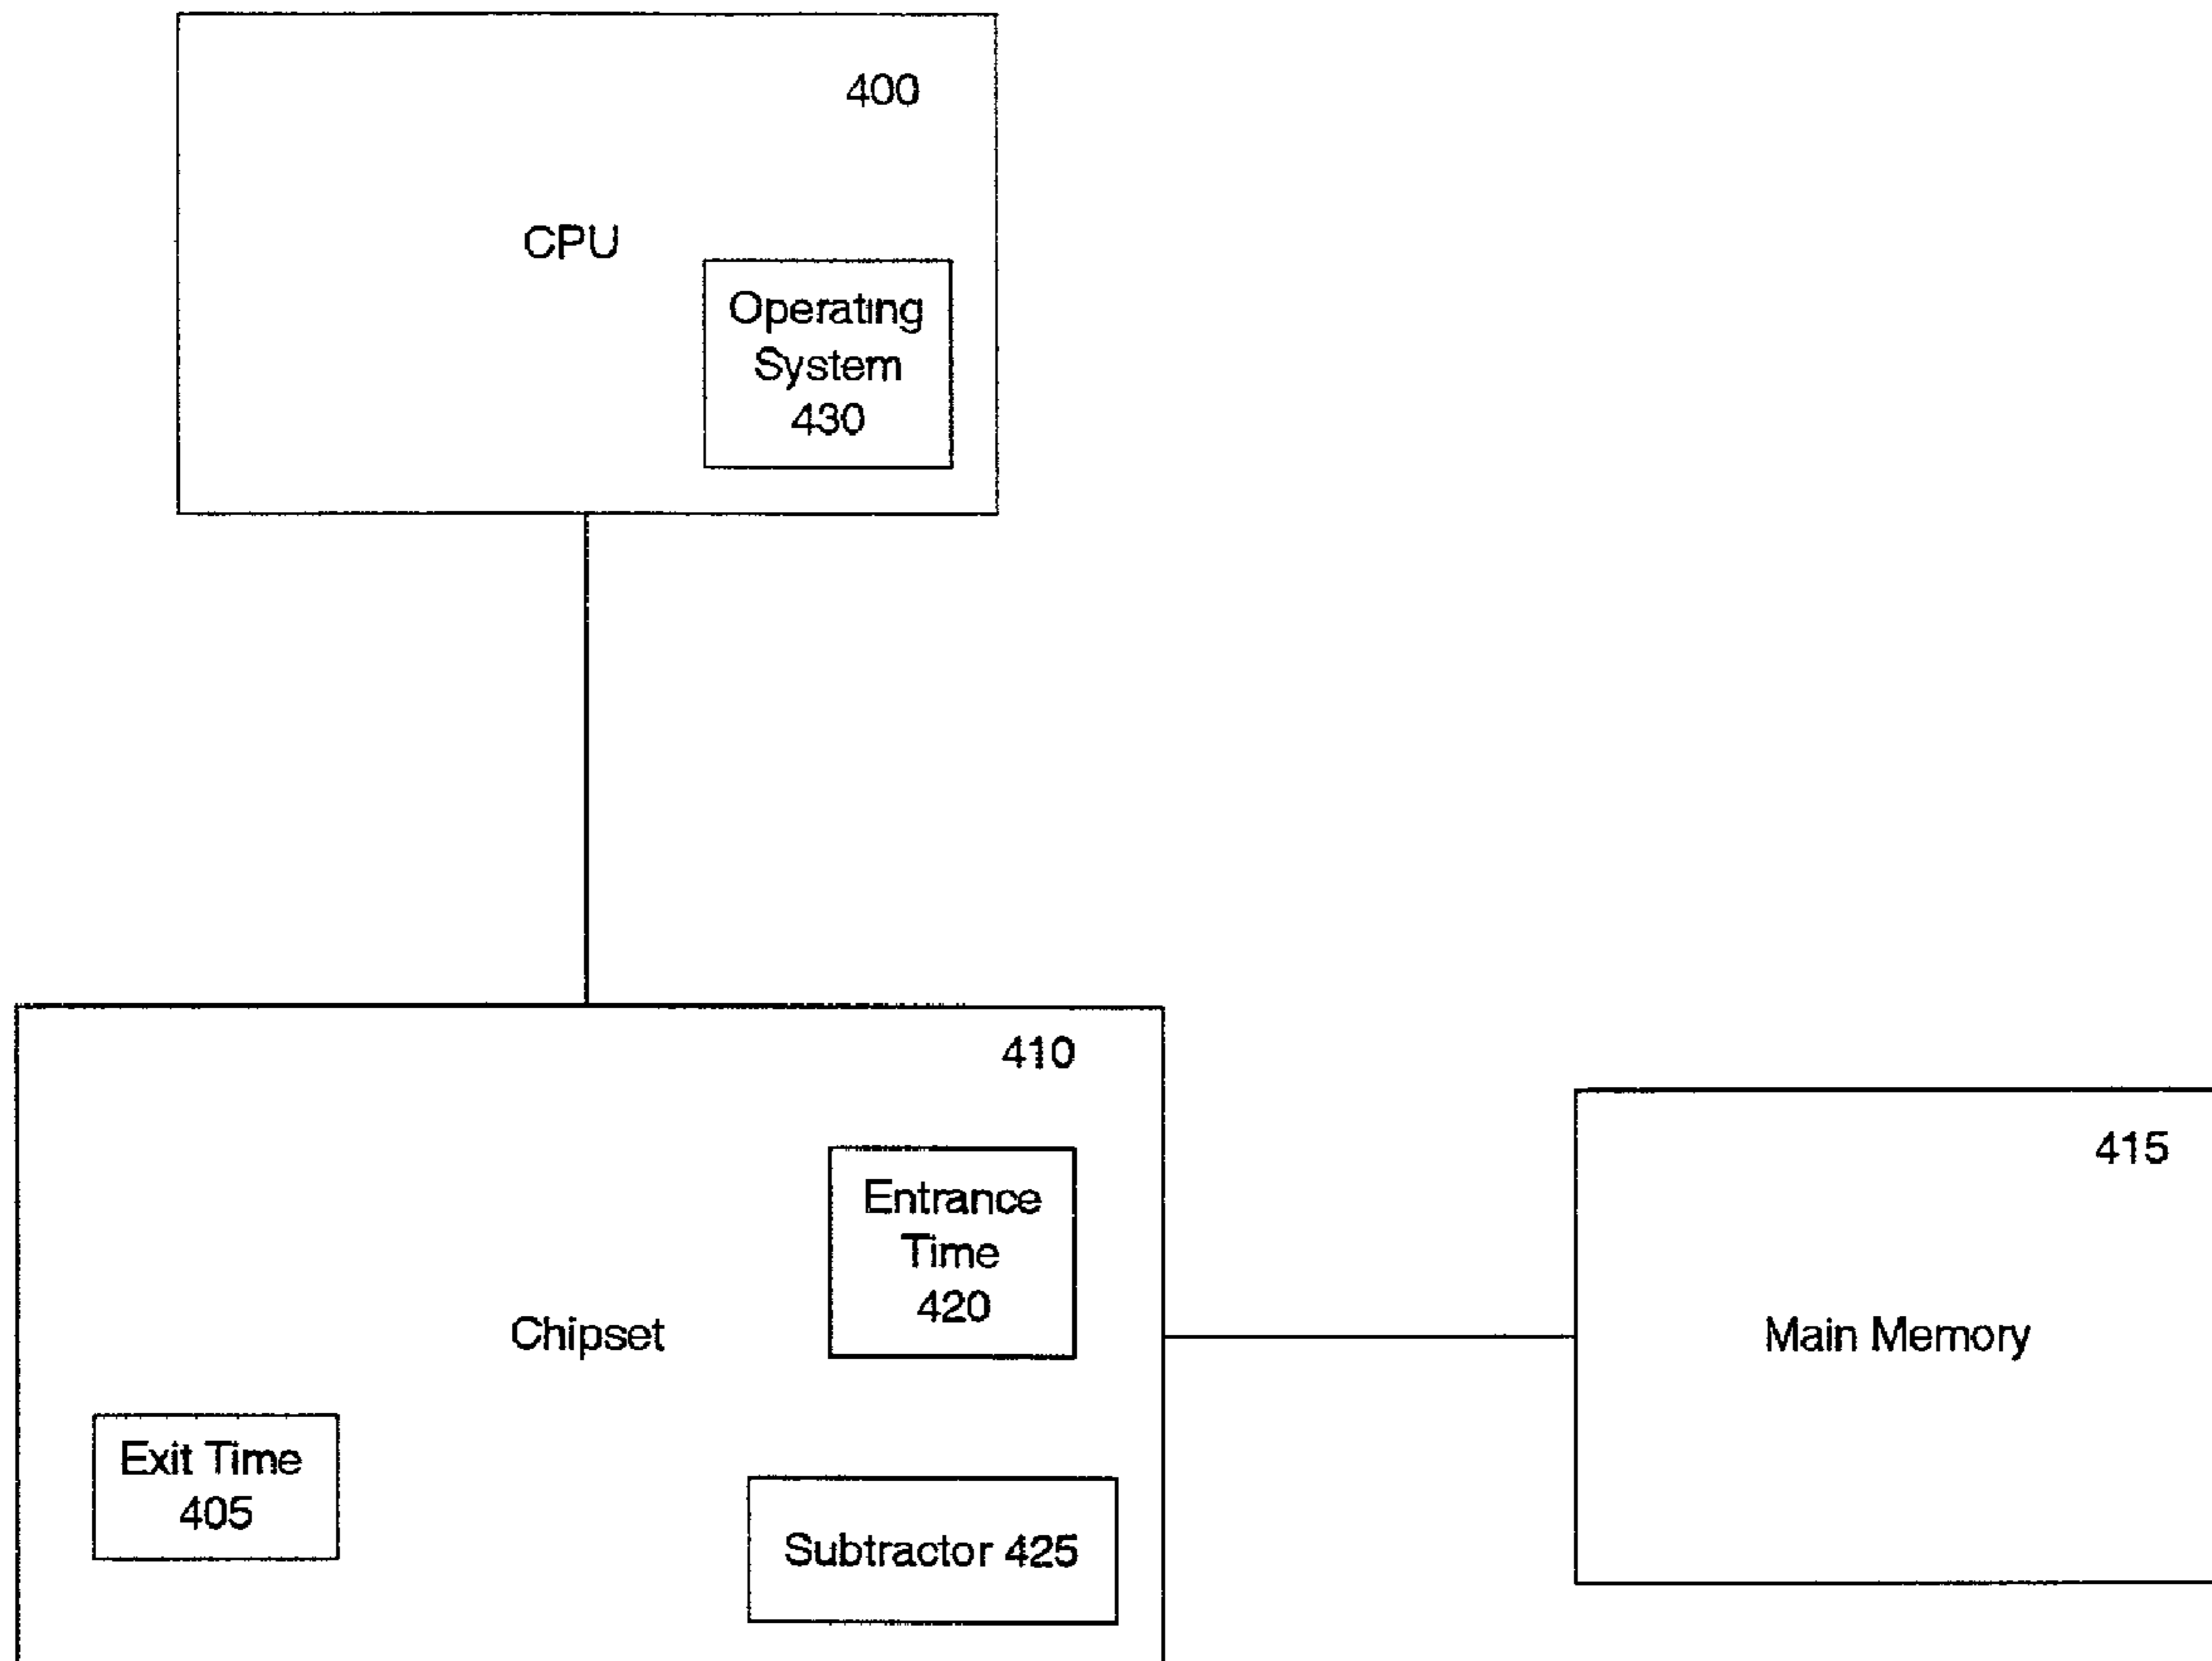 400
CPU
Operating
System
430
410
Entrance
Time
420
Chipset
Exit Time
405
Subtractor 425
415
Main Memory